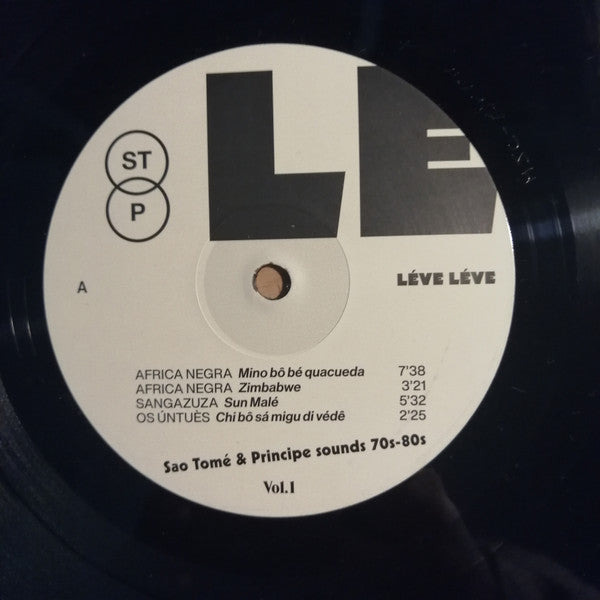 LE
ST
P
LÉVE LÉVE
A
AFRICA NEGRA Mino bô bé quacueda 7'38
AFRICA NEGRA Zimbabwe 3'21
SANGAZUZA Sun Malé 5'32
OS ÚNTUÈS Chi bô sá migu di védê 2'25
Sao Tomé & Principe sounds 70s-80s
Vol.1